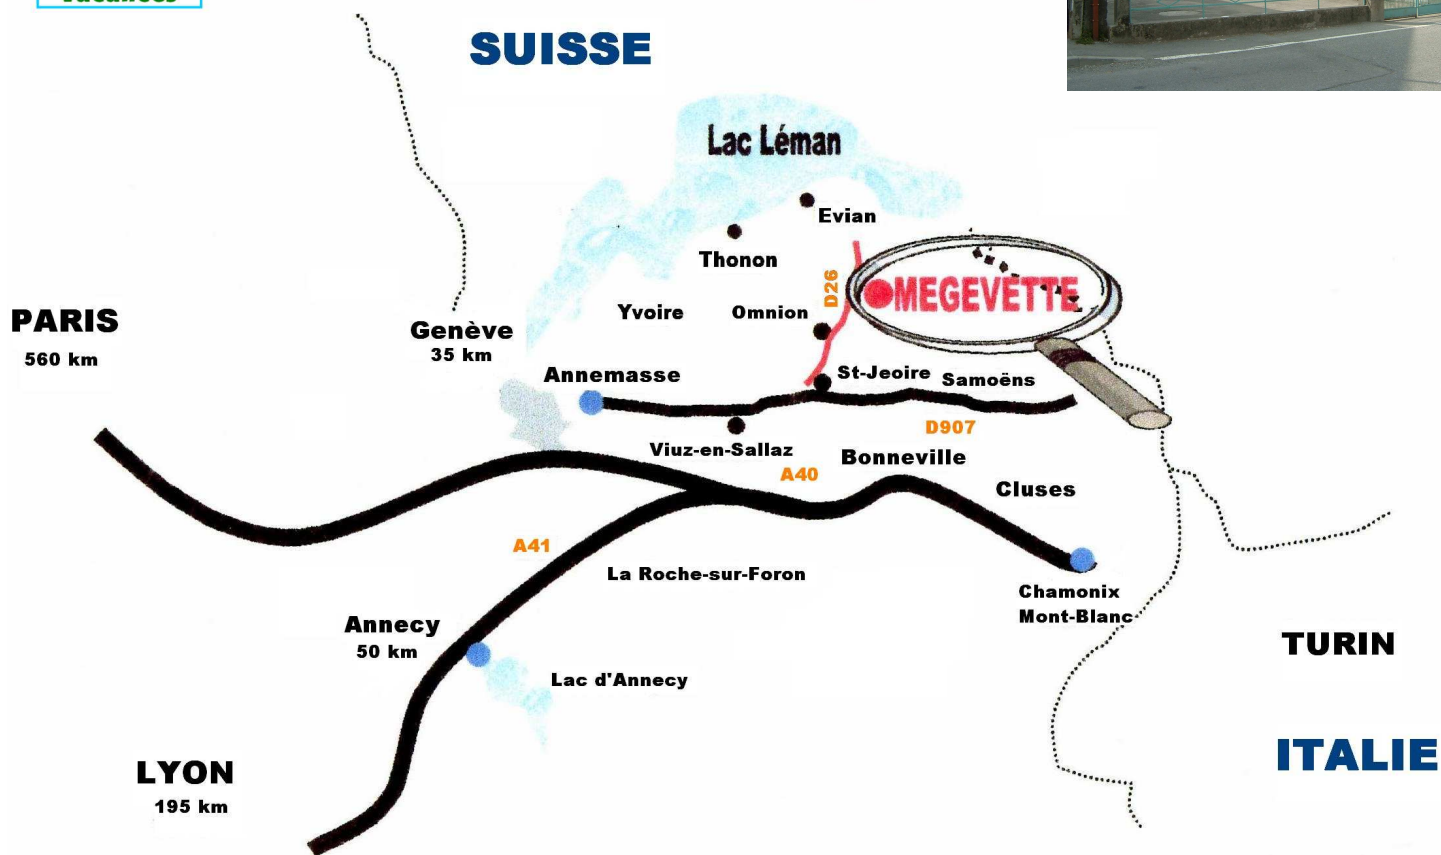 Vacances
SUISSE
Lac Léman
Evian
Thonon
D26
MEGEVETTE
Yvoire
Omnion
PARIS
560 km
Genève
35 km
Annemasse
St-Jeoire
Samoëns
D907
Viuz-en-Sallaz
Bonneville
A40
Cluses
A41
La Roche-sur-Foron
Chamonix
Mont-Blanc
Annecy
50 km
TURIN
Lac d'Annecy
ITALIE
LYON
195 km